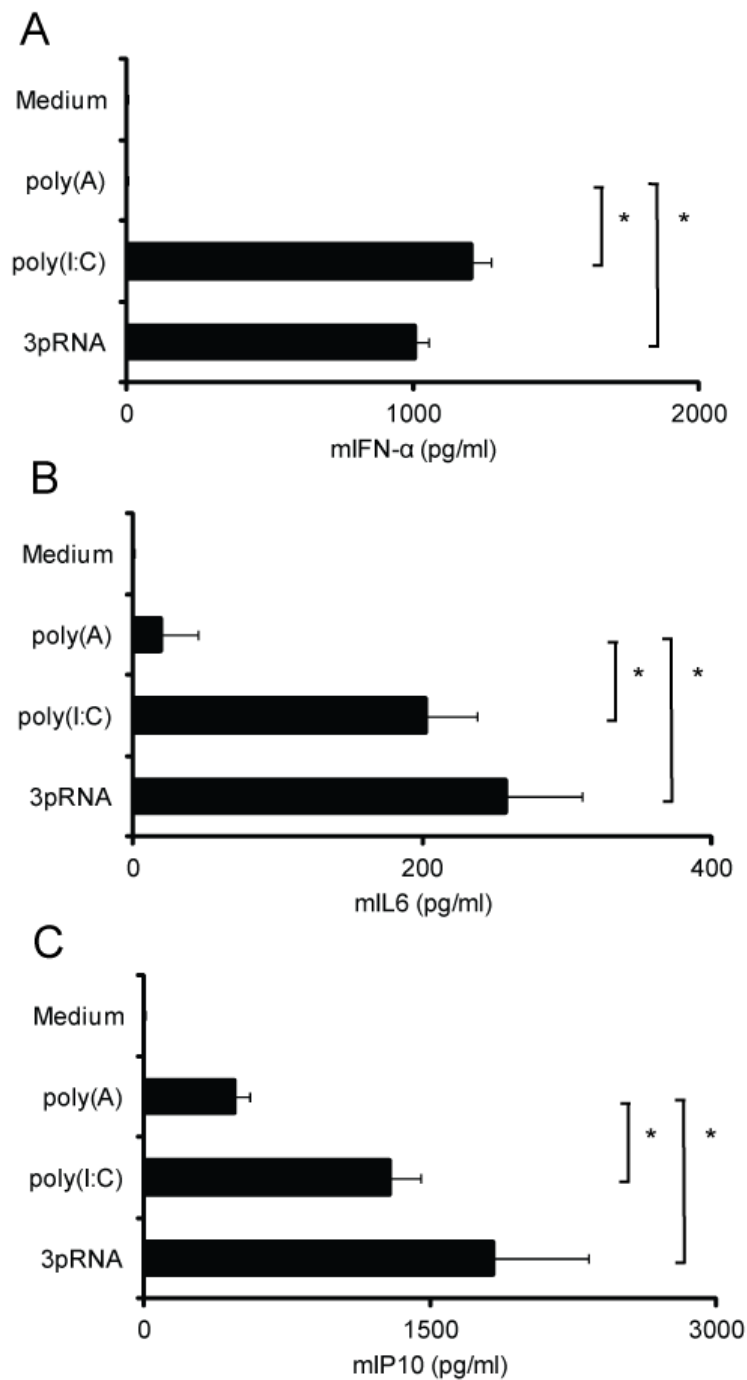 A
Medium
poly(A)
* *
poly(I:C)
3pRNA
0 1000 2000
mIFN-α (pg/ml)
B
Medium
poly(A)
* *
poly(I:C)
3pRNA
0 200 400
mIL6 (pg/ml)
C
Medium
poly(A)
* *
poly(I:C)
3pRNA
0 1500 3000
mIP10 (pg/ml)